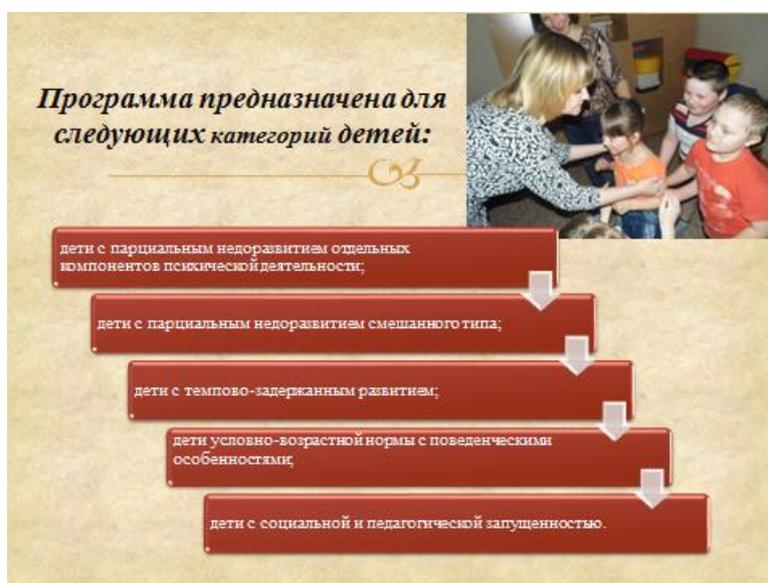 Программа предназначена для
следующих категорий детей:
дети с парциальным недоразвитием отдельных
компонентов психической деятельности;
дети с парциальным недоразвитием смешанного типа;
дети с темпово-задержанным развитием;
дети условно-возрастной нормы с поведенческими
особенностями;
дети с социальной и педагогической запущенностью.